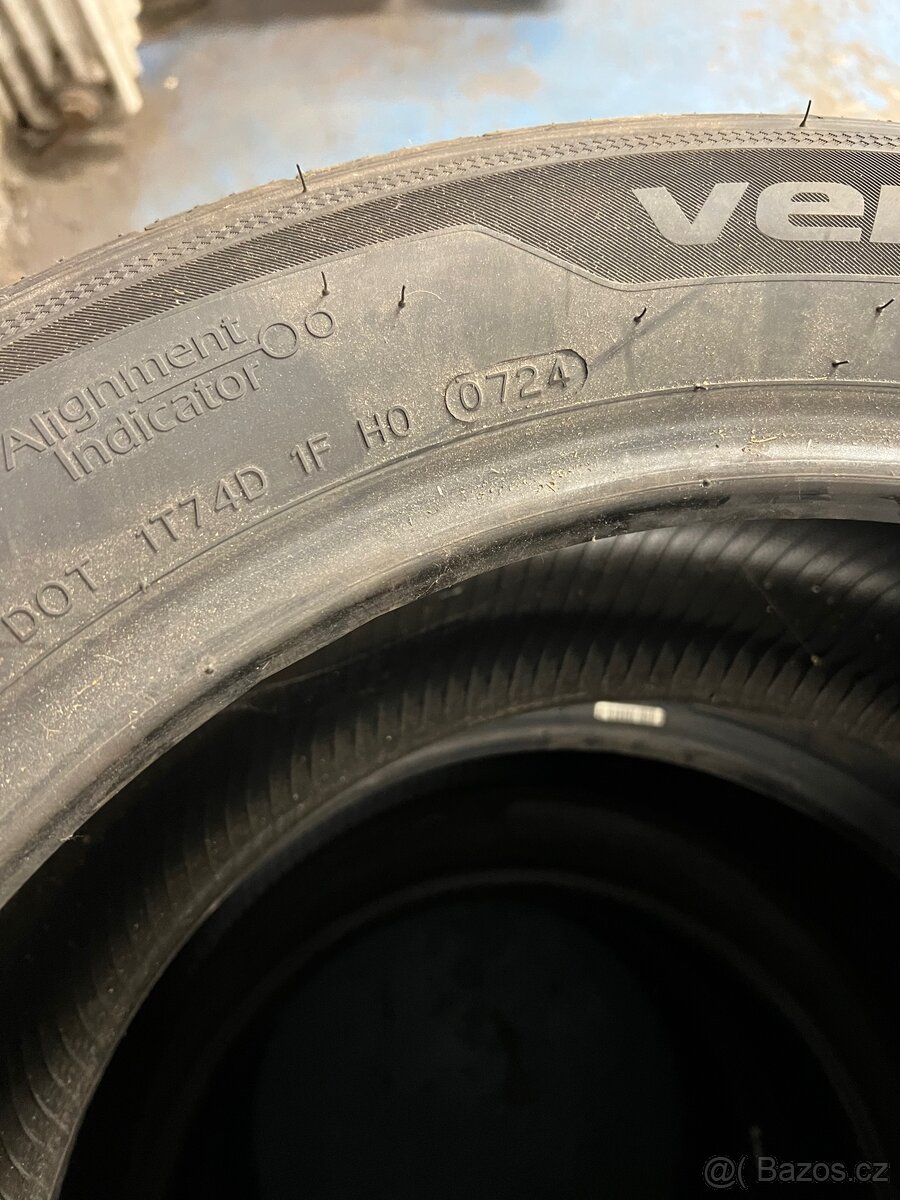 ve
Alignment
Indicator
DOT 1T74D 1F H0 0724
@( Bazos.cz